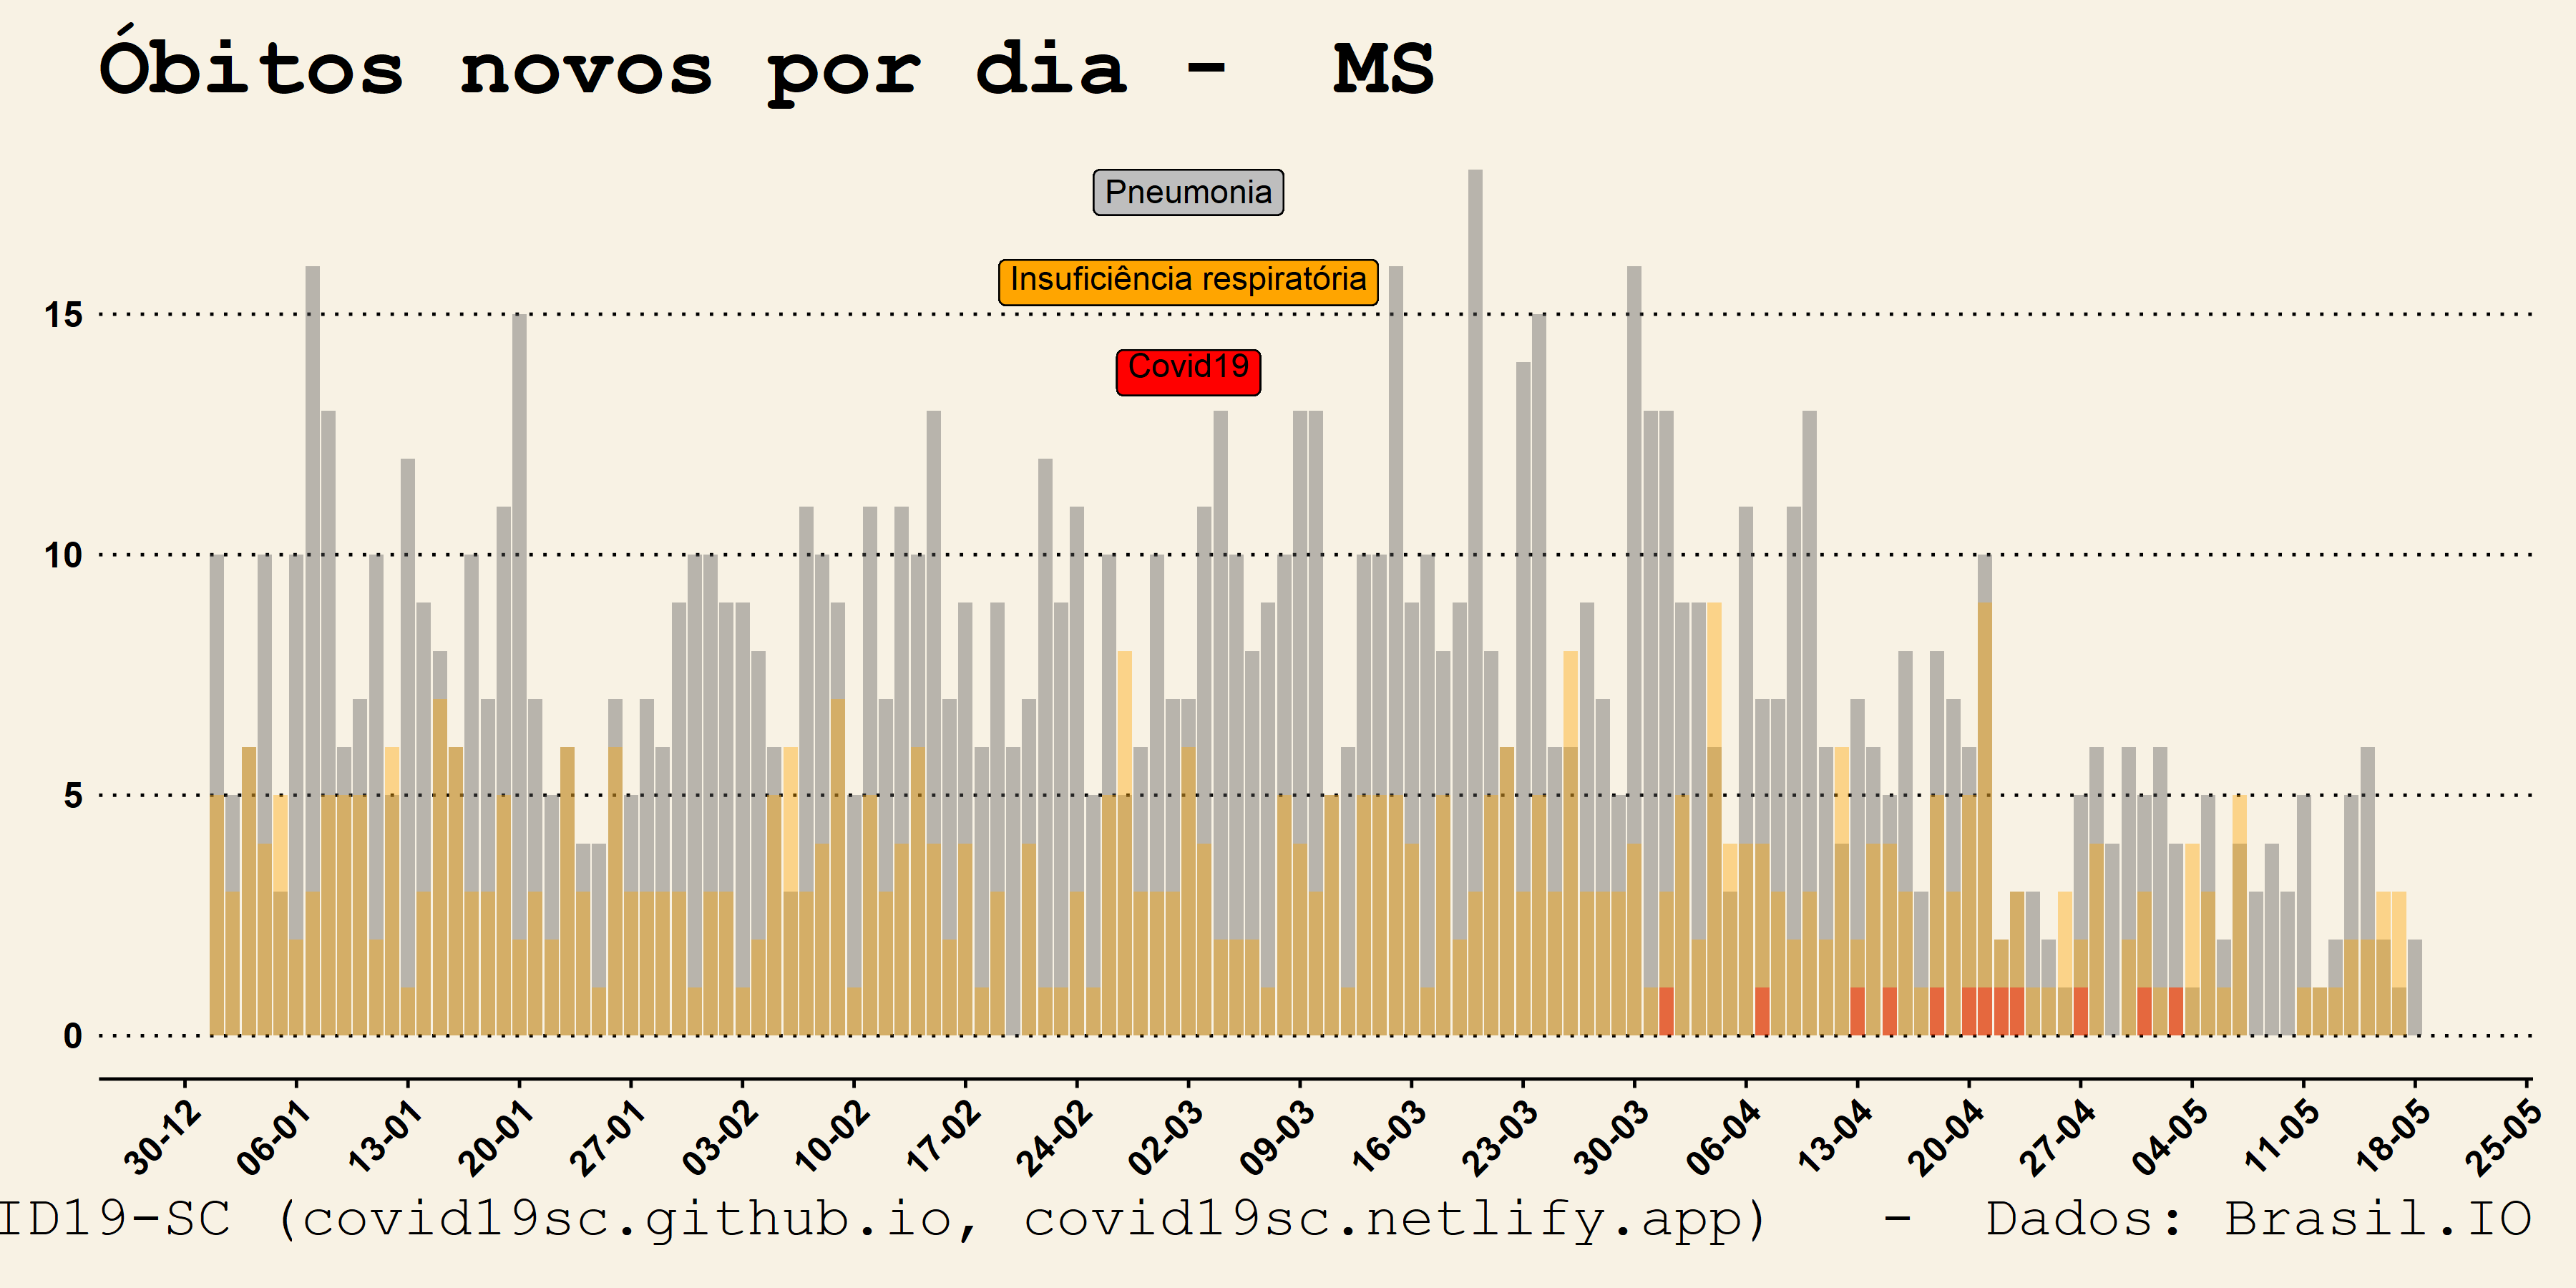 Óbitos novos por dia -  MS
Pneumonia
Insuficiência respiratória
Covid19
15
10
5
0
30-12 06-01 13-01 20-01 27-01 03-02 10-02 17-02 24-02 02-03 09-03 16-03 23-03 30-03 06-04 13-04 20-04 27-04 04-05 11-05 18-05 25-05
ID19-SC (covid19sc.github.io, covid19sc.netlify.app)  - Dados: Brasil.IO